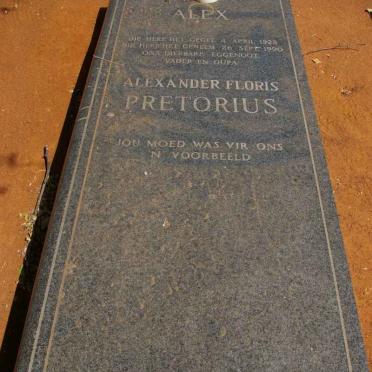 ALEX
DIE HERE HET GEGEE 4 APRIL 1928
DIE HERE HET GENEEM 26 SEPT. 1990
ONS DIERBARE EGGENOOT
VADER EN OUPA
ALEXANDER FLORIS
PRETORIUS
JOU MOED WAS VIR ONS
'N VOORBEELD